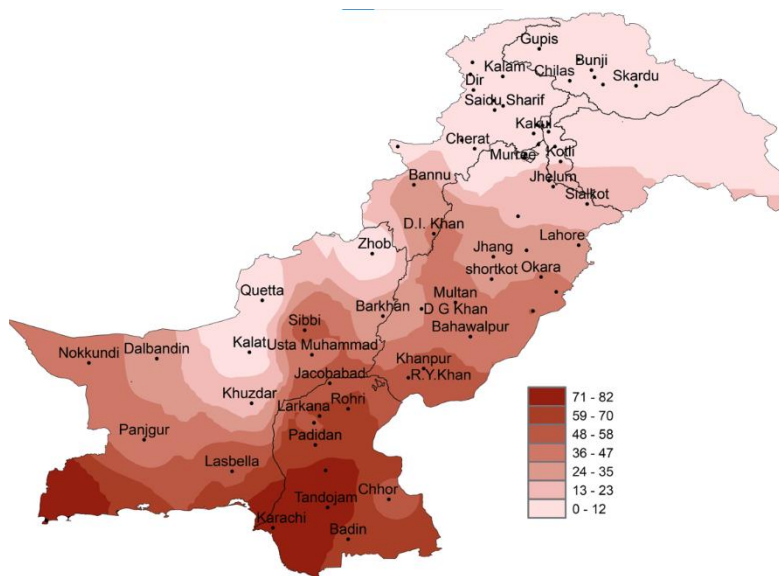 Gupis
Kalam
Chilas
Bunji
Skardu
Dir
Saidu Sharif
Kakul
Cherat
Murree
Kotli
Bannu
Jhelum
Sialkot
D.I. Khan
Zhob
Jhang
Lahore
shortkot
Okara
Quetta
Multan
Barkhan
D G Khan
Sibbi
Bahawalpur
Nokkundi
Dalbandin
Kalat
Usta Muhammad
Khanpur
R.Y.Khan
Jacobabad
Khuzdar
Larkana
Rohri
Panjgur
Padidan
Lasbella
Chhor
Tandojam
Karachi
Badin
71 - 82
59 - 70
48 - 58
36 - 47
24 - 35
13 - 23
0 - 12